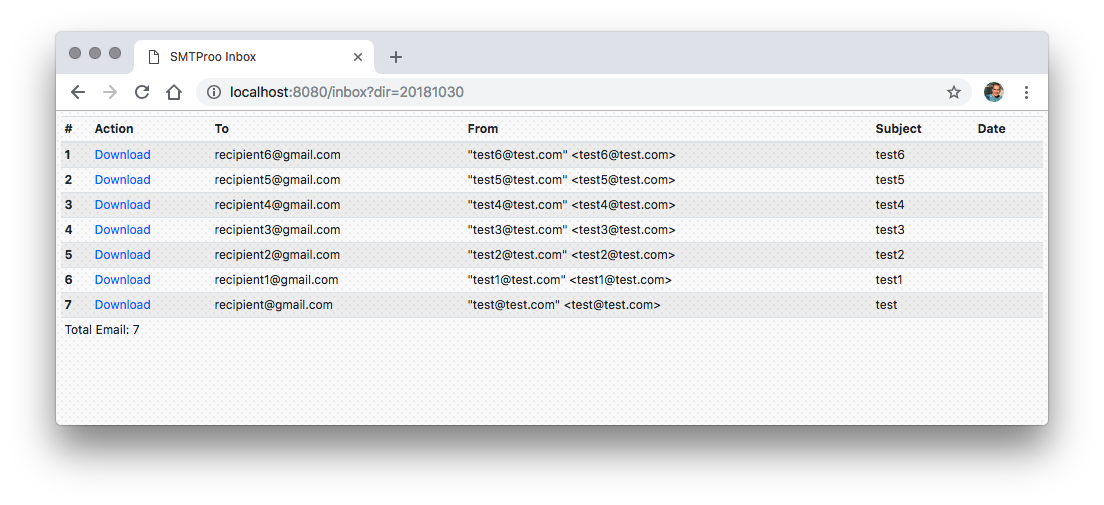 SMTProo Inbox
localhost:8080/inbox?dir=20181030
# Action To From Subject Date
1 Download recipient6@gmail.com "test6@test.com" <test6@test.com> test6
2 Download recipient5@gmail.com "test5@test.com" <test5@test.com> test5
3 Download recipient4@gmail.com "test4@test.com" <test4@test.com> test4
4 Download recipient3@gmail.com "test3@test.com" <test3@test.com> test3
5 Download recipient2@gmail.com "test2@test.com" <test2@test.com> test2
6 Download recipient1@gmail.com "test1@test.com" <test1@test.com> test1
7 Download recipient@gmail.com "test@test.com" <test@test.com> test
Total Email: 7